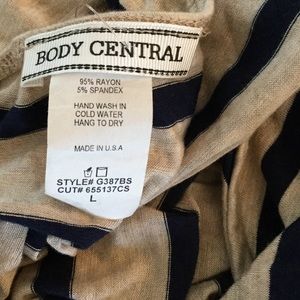 BODY CENTRAL
95% RAYON
5% SPANDEX
HAND WASH IN
COLD WATER
HANG TO DRY
MADE IN U.S.A
STYLE# G387BS
CUT# 655137CS
L